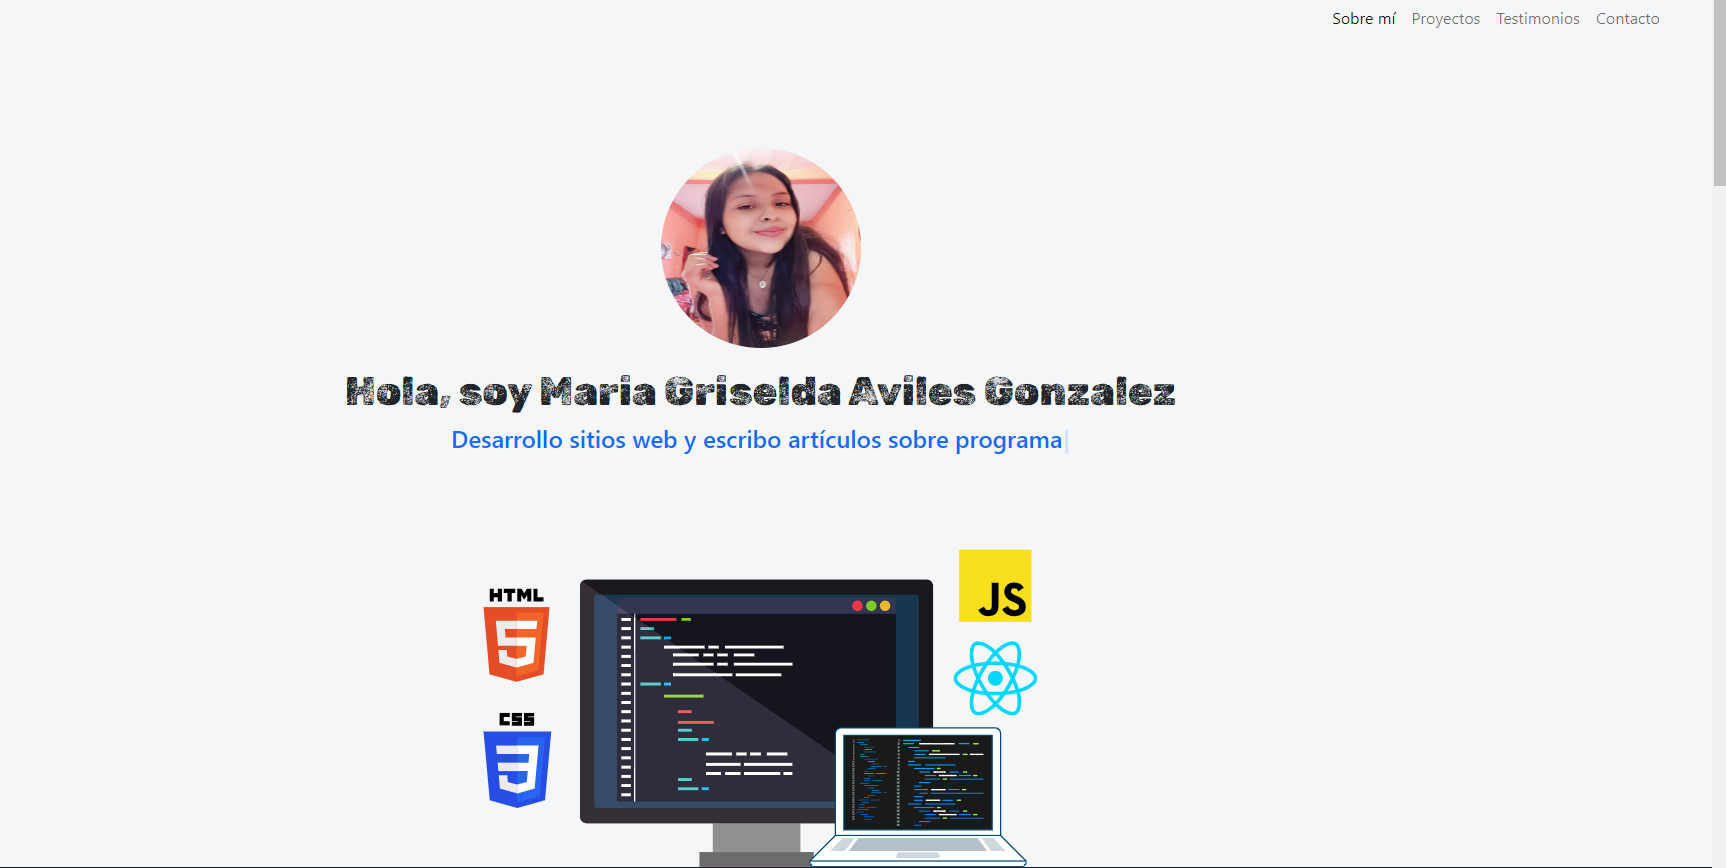 Sobre mí Proyectos Testimonios Contacto
Hola, soy Maria Griselda Aviles Gonzalez
Desarrollo sitios web y escribo artículos sobre programa
HTML
5
JS
CSS
3